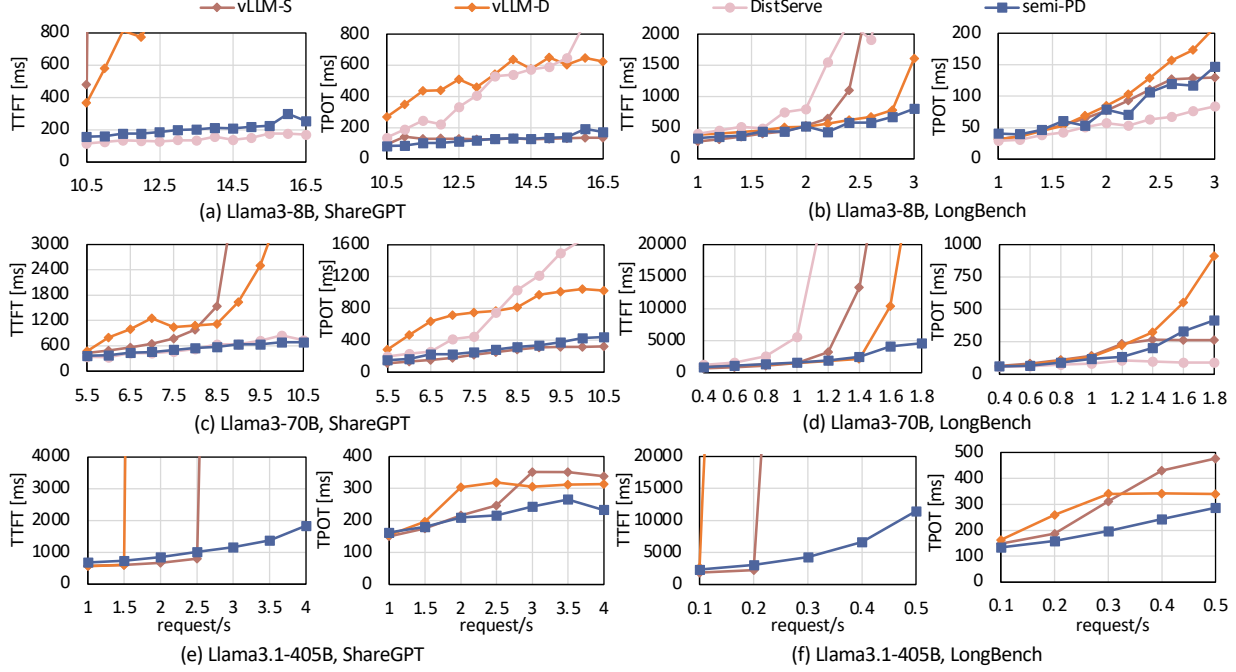 vLLM-S vLLM-D DistServe semi-PD
TTFT [ms]
800
600
400
200
0
10.5 12.5 14.5 16.5
TPOT [ms]
800
600
400
200
0
10.5 12.5 14.5 16.5
(a) Llama3-8B, ShareGPT
TTFT [ms]
2000
1500
1000
500
0
1 1.5 2 2.5 3
TPOT [ms]
200
150
100
50
0
1 1.5 2 2.5 3
(b) Llama3-8B, LongBench
TTFT [ms]
3000
2400
1800
1200
600
0
5.5 6.5 7.5 8.5 9.5 10.5
TPOT [ms]
1600
1200
800
400
0
5.5 6.5 7.5 8.5 9.5 10.5
(c) Llama3-70B, ShareGPT
TTFT [ms]
20000
15000
10000
5000
0
0.4 0.6 0.8 1 1.2 1.4 1.6 1.8
TPOT [ms]
1000
750
500
250
0
0.4 0.6 0.8 1 1.2 1.4 1.6 1.8
(d) Llama3-70B, LongBench
TTFT [ms]
4000
3000
2000
1000
0
1 1.5 2 2.5 3 3.5 4
request/s
TPOT [ms]
400
300
200
100
0
1 1.5 2 2.5 3 3.5 4
request/s
(e) Llama3.1-405B, ShareGPT
TTFT [ms]
20000
15000
10000
5000
0
0.1 0.2 0.3 0.4 0.5
request/s
TPOT [ms]
500
400
300
200
100
0
0.1 0.2 0.3 0.4 0.5
request/s
(f) Llama3.1-405B, LongBench